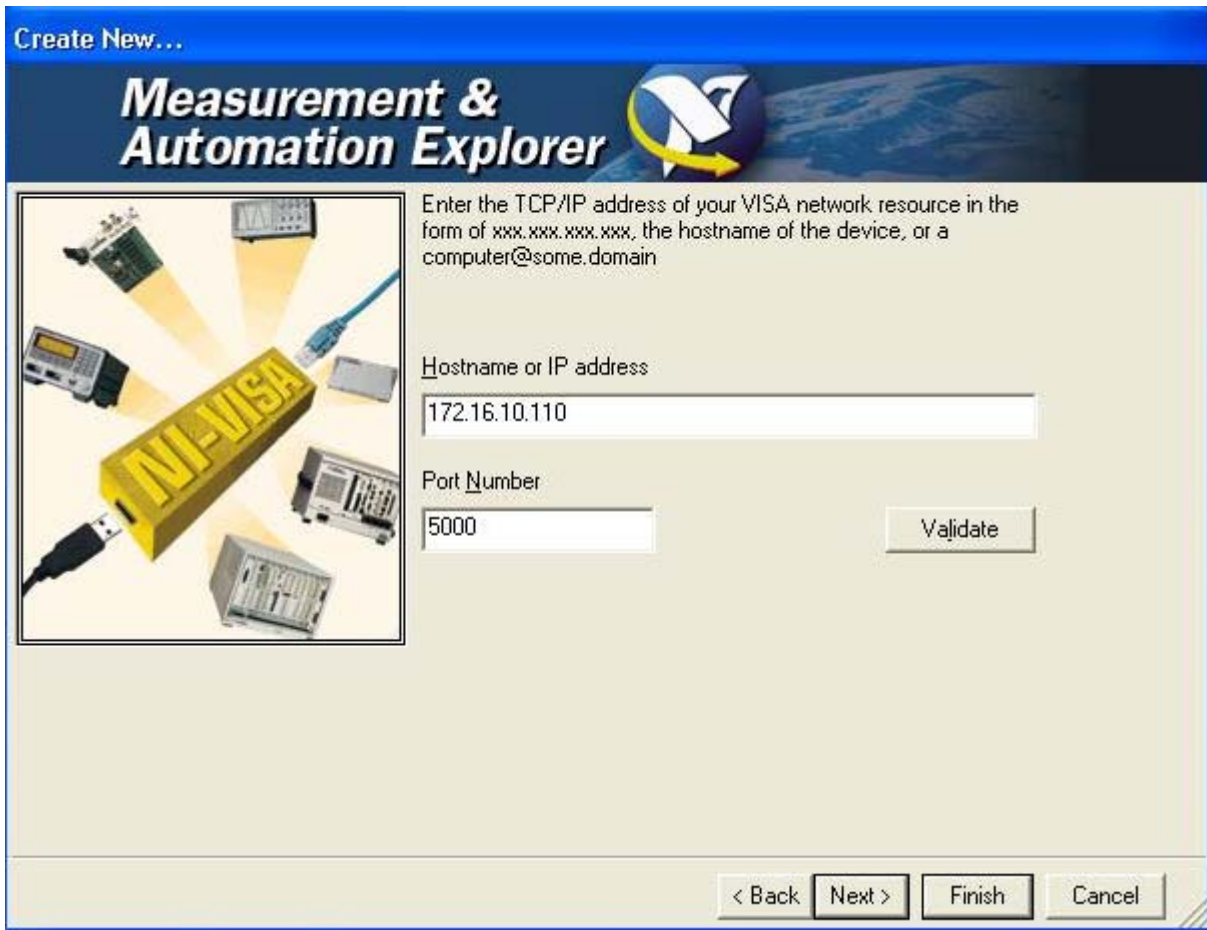 Create New...
Measurement &
Automation Explorer
NI-VISA
Enter the TCP/IP address of your VISA network resource in the
form of xxx.xxx.xxx.xxx, the hostname of the device, or a
computer@some.domain
Hostname or IP address
172.16.10.110
Port Number
5000
Validate
< Back Next > Finish Cancel